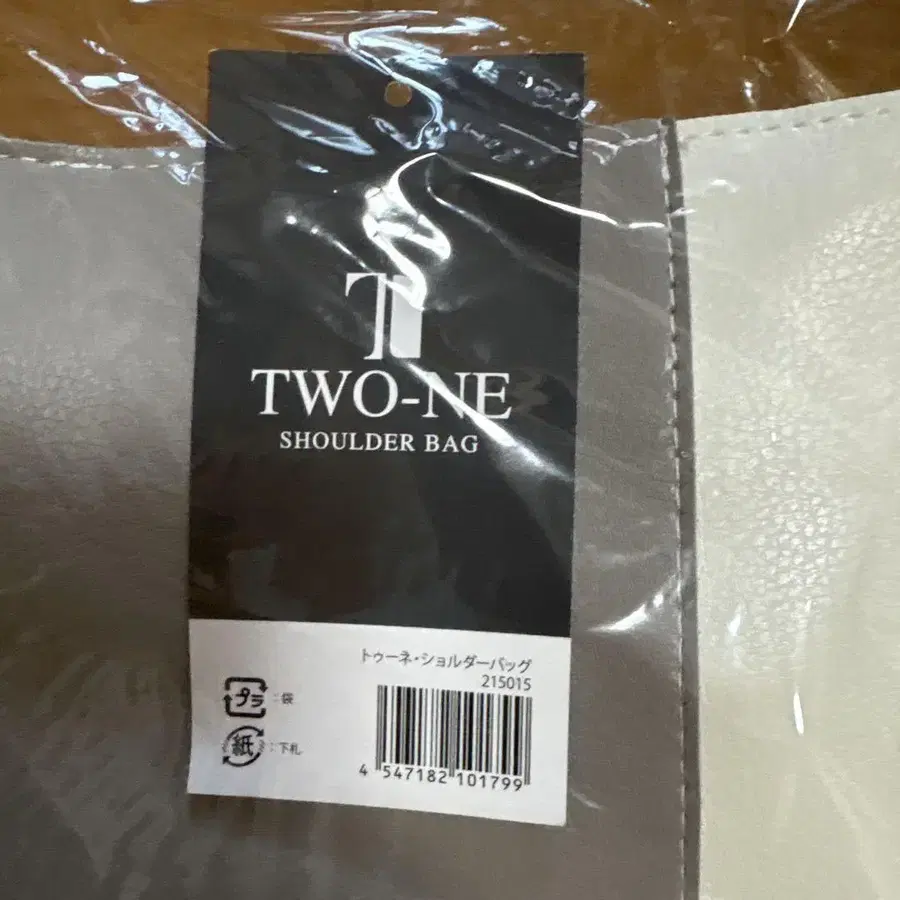 TWO-NE
SHOULDER BAG
トゥーネ・ショルダーバッグ
215015
プラ：袋
紙：下札
4 547182 101799